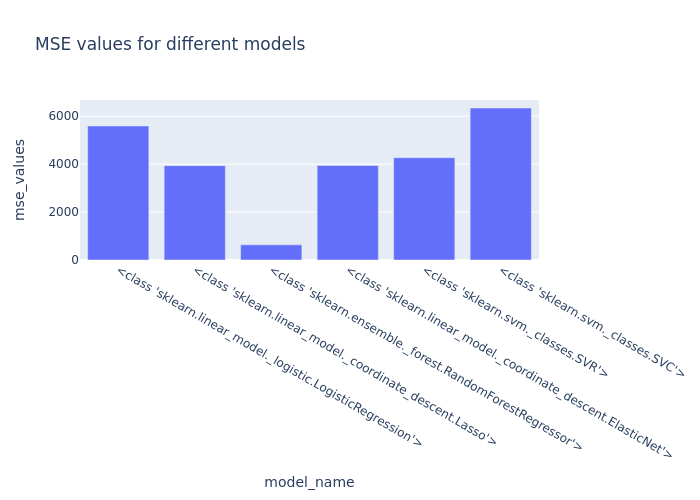 MSE values for different models
mse_values
6000
4000
2000
0
<class 'sklearn.linear_model._logistic.LogisticRegression'>
<class 'sklearn.linear_model._coordinate_descent.Lasso'>
<class 'sklearn.ensemble._forest.RandomForestRegressor'>
<class 'sklearn.linear_model._coordinate_descent.ElasticNet'>
<class 'sklearn.svm._classes.SVR'>
<class 'sklearn.svm._classes.SVC'>
model_name